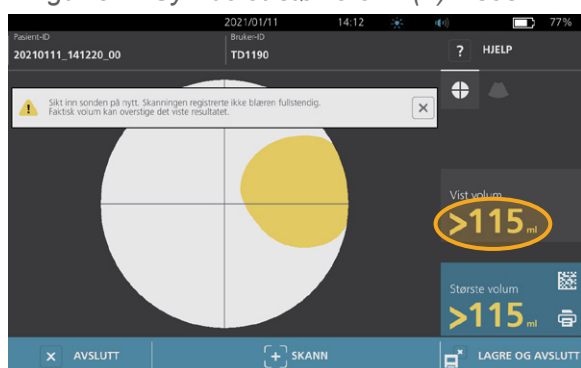 2021/01/11 14:12 77%
Pasient-ID
20210111_141220_00
Bruker-ID
TD1190
? HJELP
Sikt inn sonden på nytt. Skanningen registrerte ikke blæren fullstendig.
Faktisk volum kan overstige det viste resultatet.
Vist volum
>115 ml
Største volum
>115 ml
AVSLUTT
SKANN
LAGRE OG AVSLUTT